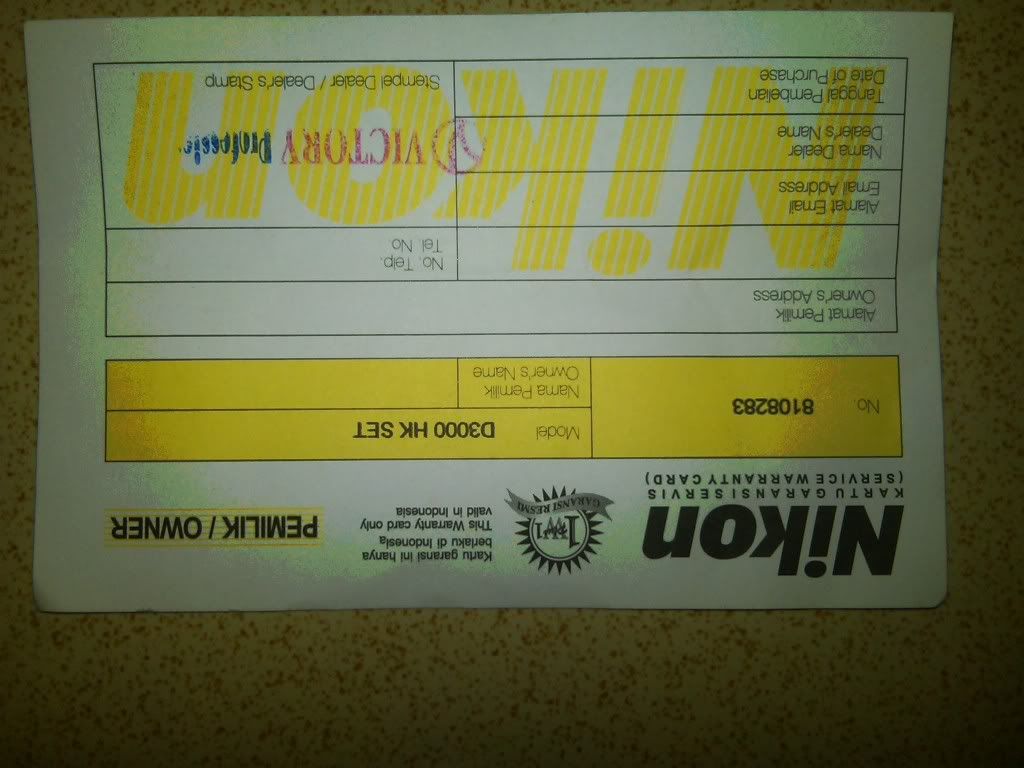 Nikon
KARTU GARANSI SERVIS
(SERVICE WARRANTY CARD)
GARANSI RESMI
Kartu garansi ini hanya
berlaku di Indonesia
This Warranty card only
valid in Indonesia
PEMILIK / OWNER
No. 8108283
Model D3000 HK SET
Nama Pemilik
Owner's Name
Alamat Pemilik
Owner's Address
No. Telp.
Tel. No.
Alamat Email
Email Address
Nama Dealer
Dealer's Name
Tanggal Pembelian
Date of Purchase
Stempel Dealer / Dealer's Stamp
VICTORY
Nikon